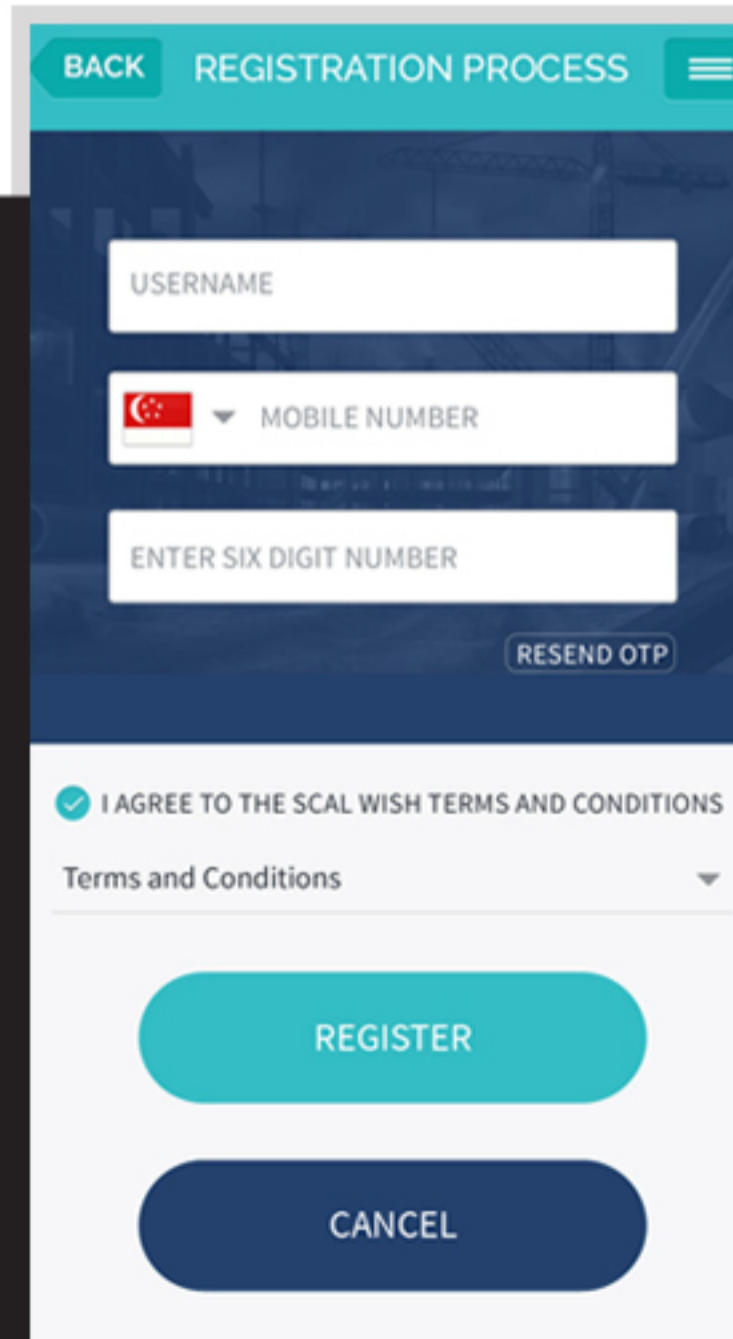 BACK REGISTRATION PROCESS
USERNAME
MOBILE NUMBER
ENTER SIX DIGIT NUMBER
RESEND OTP
I AGREE TO THE SCAL WISH TERMS AND CONDITIONS
Terms and Conditions
REGISTER
CANCEL